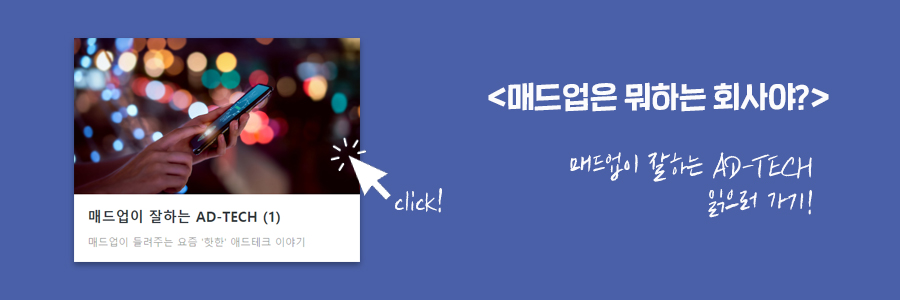 매드업이 잘하는 AD-TECH (1)
매드업이 들려주는 요즘 '핫한' 애드테크 이야기
click!
<매드업은 뭐하는 회사야?>
매드업이 잘하는 AD-TECH
읽으러 가기!